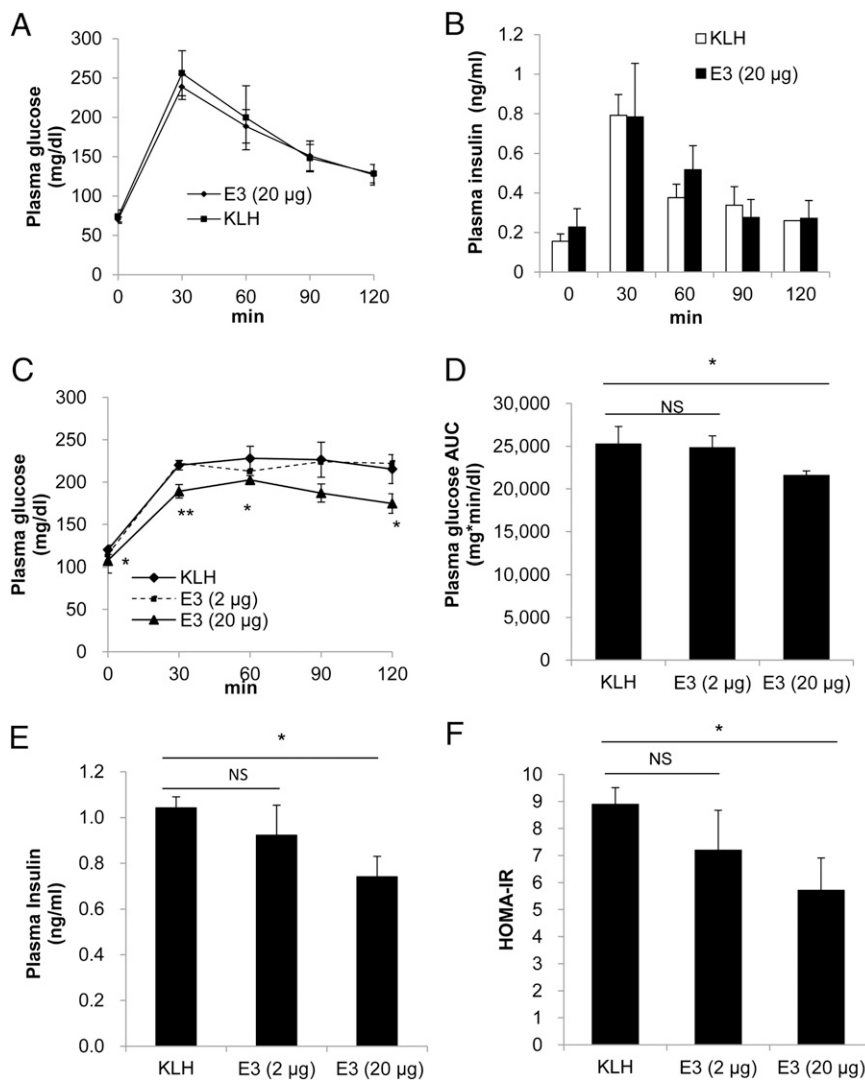 A
Plasma glucose
(mg/dl)
300
250
200
150
100
50
0
E3 (20 µg)
KLH
0 30 60 90 120
min
B
Plasma insulin (ng/ml)
1.2
1
0.8
0.6
0.4
0.2
0
KLH
E3 (20 µg)
0 30 60 90 120
min
C
Plasma glucose
(mg/dl)
300
250
200
150
100
50
0
** * * *
KLH
E3 (2 µg)
E3 (20 µg)
0 30 60 90 120
min
D
Plasma glucose AUC
(mg*min/dl)
*
NS
30,000
25,000
20,000
15,000
10,000
5,000
0
KLH E3 (2 µg) E3 (20 µg)
E
Plasma Insulin
(ng/ml)
*
NS
1.2
1.0
0.8
0.6
0.4
0.2
0.0
KLH E3 (2 µg) E3 (20 µg)
F
HOMA-IR
*
NS
10
9
8
7
6
5
4
3
2
1
0
KLH E3 (2 µg) E3 (20 µg)